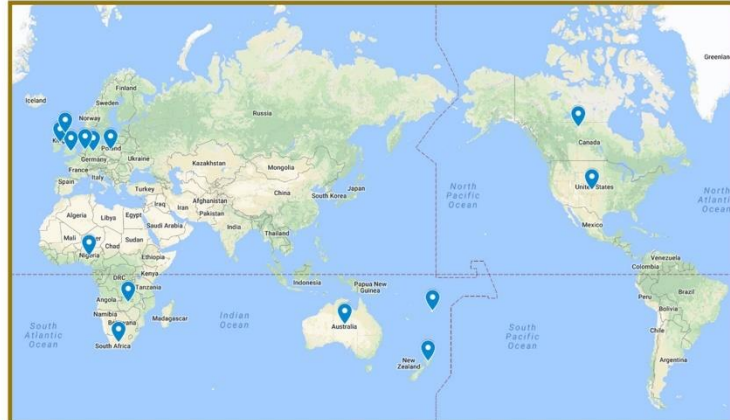 Greenlan
Iceland
Finland
Sweden
Norway
Russia
Canada
Poland
Germany
Ukraine
France
Italy
Spain
Turkey
Kazakhstan
Mongolia
China
South Korea
Japan
North
Pacific
Ocean
United States
North
Atlantic
Ocean
Mexico
Iraq
Iran
Afghanistan
Pakistan
India
Thailand
Algeria
Libya
Egypt
Saudi Arabia
Mali
Chad
Sudan
Nigeria
Ethiopia
Kenya
DRC
Tanzania
Angola
Namibia
Botswana
Madagascar
South Africa
South
Atlantic
Ocean
Indian
Ocean
Indonesia
Papua New
Guinea
Australia
New
Zealand
South
Pacific
Ocean
Venezuela
Colombia
Peru
Brazil
Bolivia
Chile
Argentina